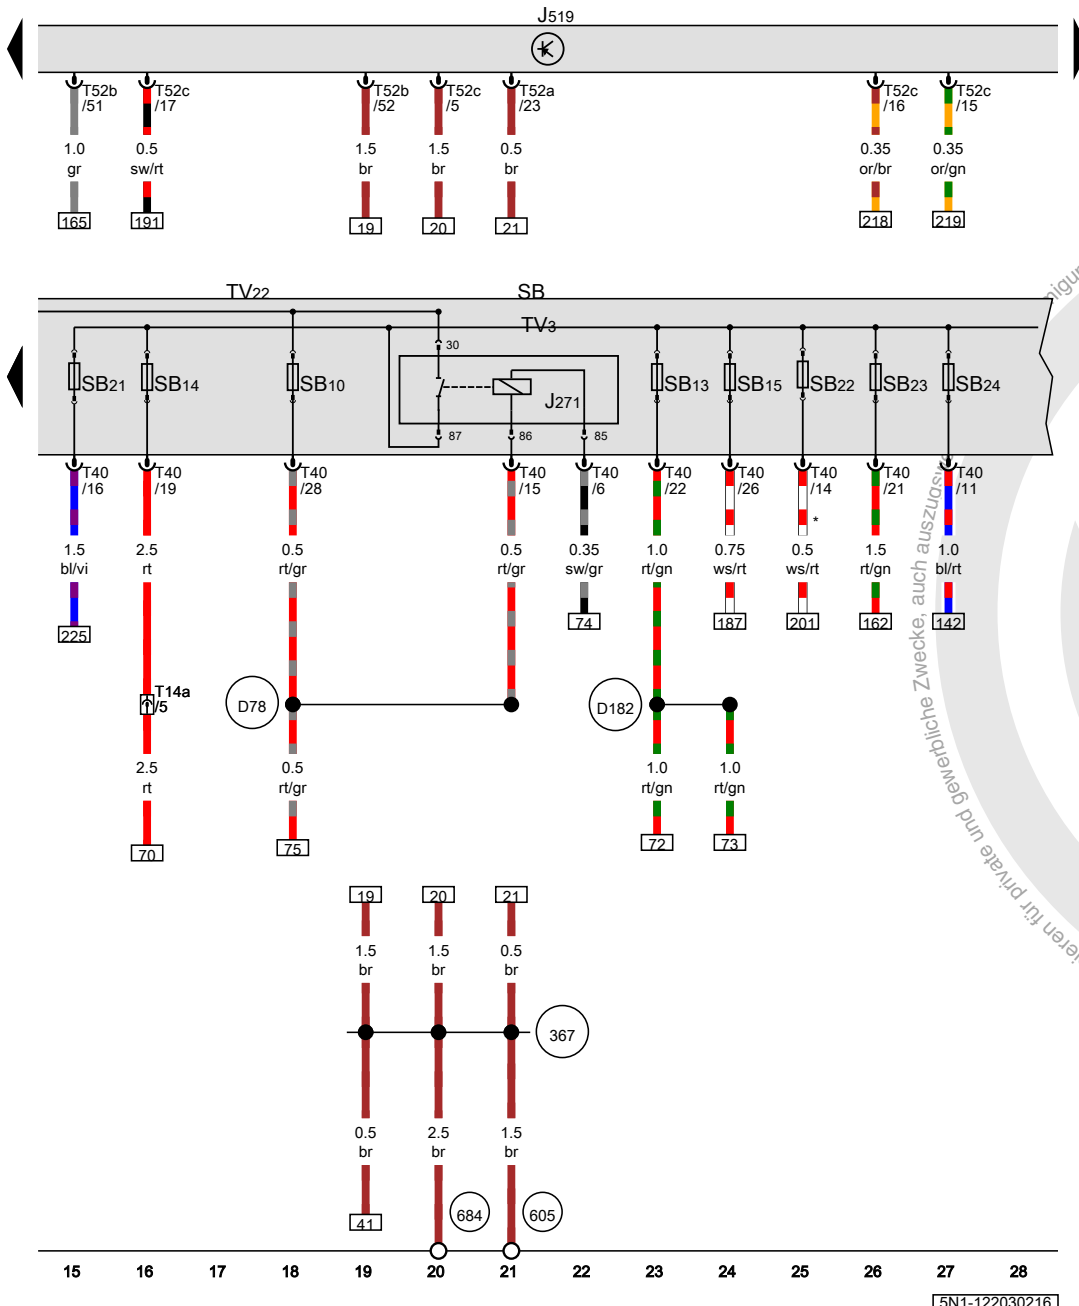 J519
T52b /51
T52c /17
T52b /52
T52c /5
T52a /23
T52c /16
T52c /15
1.0 0.5 1.5 1.5 0.5 0.35 0.35
gr sw/rt br br br or/br or/gn
165 191 19 20 21 218 219
TV22 SB
TV3
30
SB21 SB14 SB10 J271 SB13 SB15 SB22 SB23 SB24
87 86 85
T40 /16
T40 /19
T40 /28
T40 /15
T40 /6
T40 /22
T40 /26
T40 /14
T40 /21
T40 /11
*
1.5 2.5 0.5 0.5 0.35 1.0 0.75 0.5 1.5 1.0
bl/vi rt rt/gr rt/gr sw/gr rt/gn ws/rt ws/rt rt/gn bl/rt
225 74 187 201 162 142
T14a /5
D78 D182
2.5 0.5 1.0 1.0
rt rt/gr rt/gn rt/gn
70 75 72 73
19 20 21
1.5 1.5 0.5
br br br
367
0.5 2.5 1.5
br br br
41 684 605
15 16 17 18 19 20 21 22 23 24 25 26 27 28
5N1-122030216
ieren für private und gewerbliche Zwecke, auch auszugsw
nigun